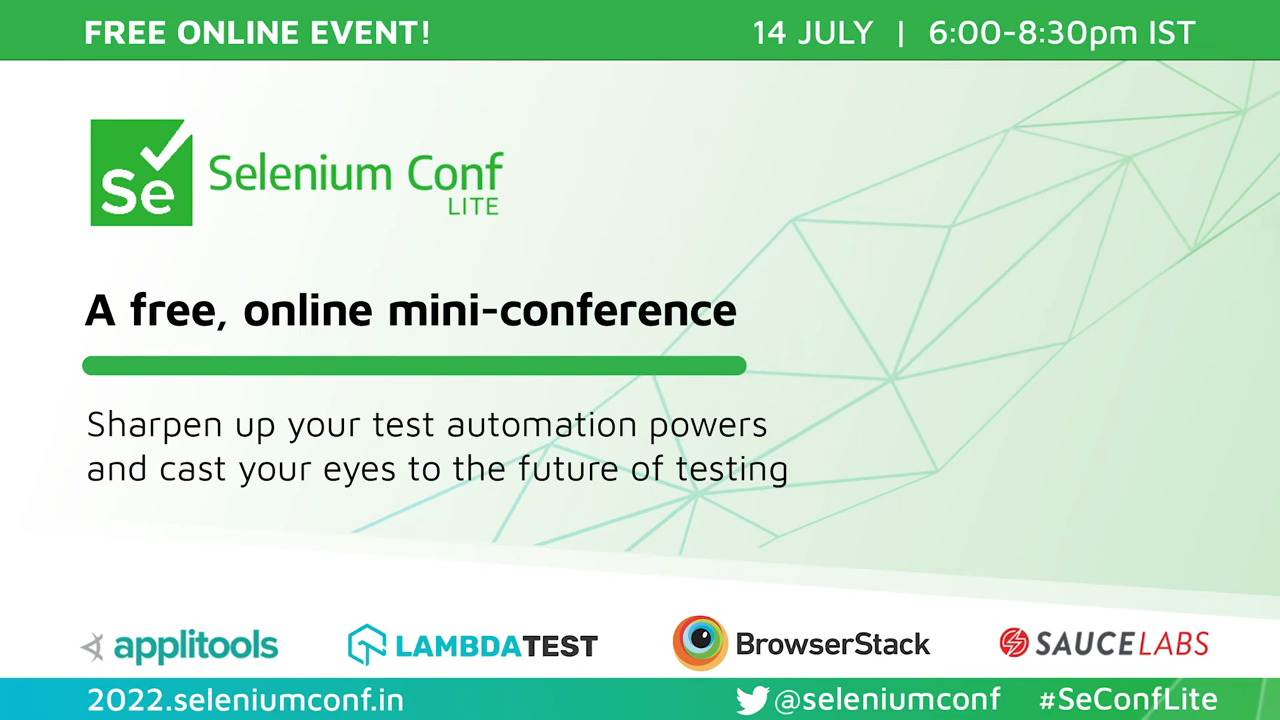 FREE ONLINE EVENT!
14 JULY | 6:00-8:30pm IST
Se
Selenium Conf
LITE
A free, online mini-conference
Sharpen up your test automation powers
and cast your eyes to the future of testing
applitools
LAMBDATEST
BrowserStack
SAUCELABS
2022.seleniumconf.in
@seleniumconf
#SeConfLite